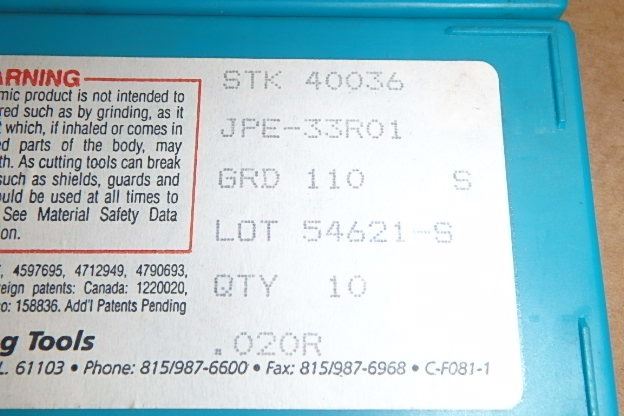 ARNING
mic product is not intended to
red such as by grinding, as it
which, if inhaled or comes in
ed parts of the body, may
th. As cutting tools can break
such as shields, guards and
uld be used at all times to
See Material Safety Data
on.
, 4597695, 4712949, 4790693,
eign patents: Canada: 1220020,
o: 158836. Add'l Patents Pending
g Tools
L. 61103 • Phone: 815/987-6600 • Fax: 815/987-6968 • C-F081-1
STK 40036
JPE-33R01
GRD 110 S
LOT 54621-S
QTY 10
.020R